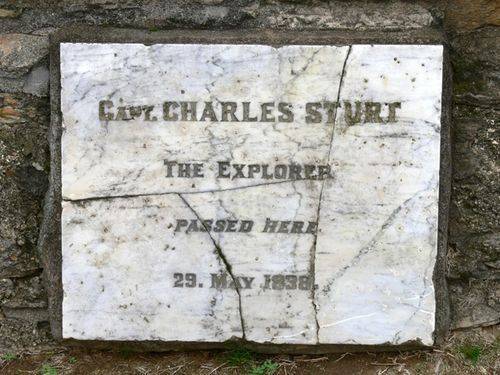 CAPT. CHARLES STURT
THE EXPLORER
PASSED HERE
29. MAY 1838.